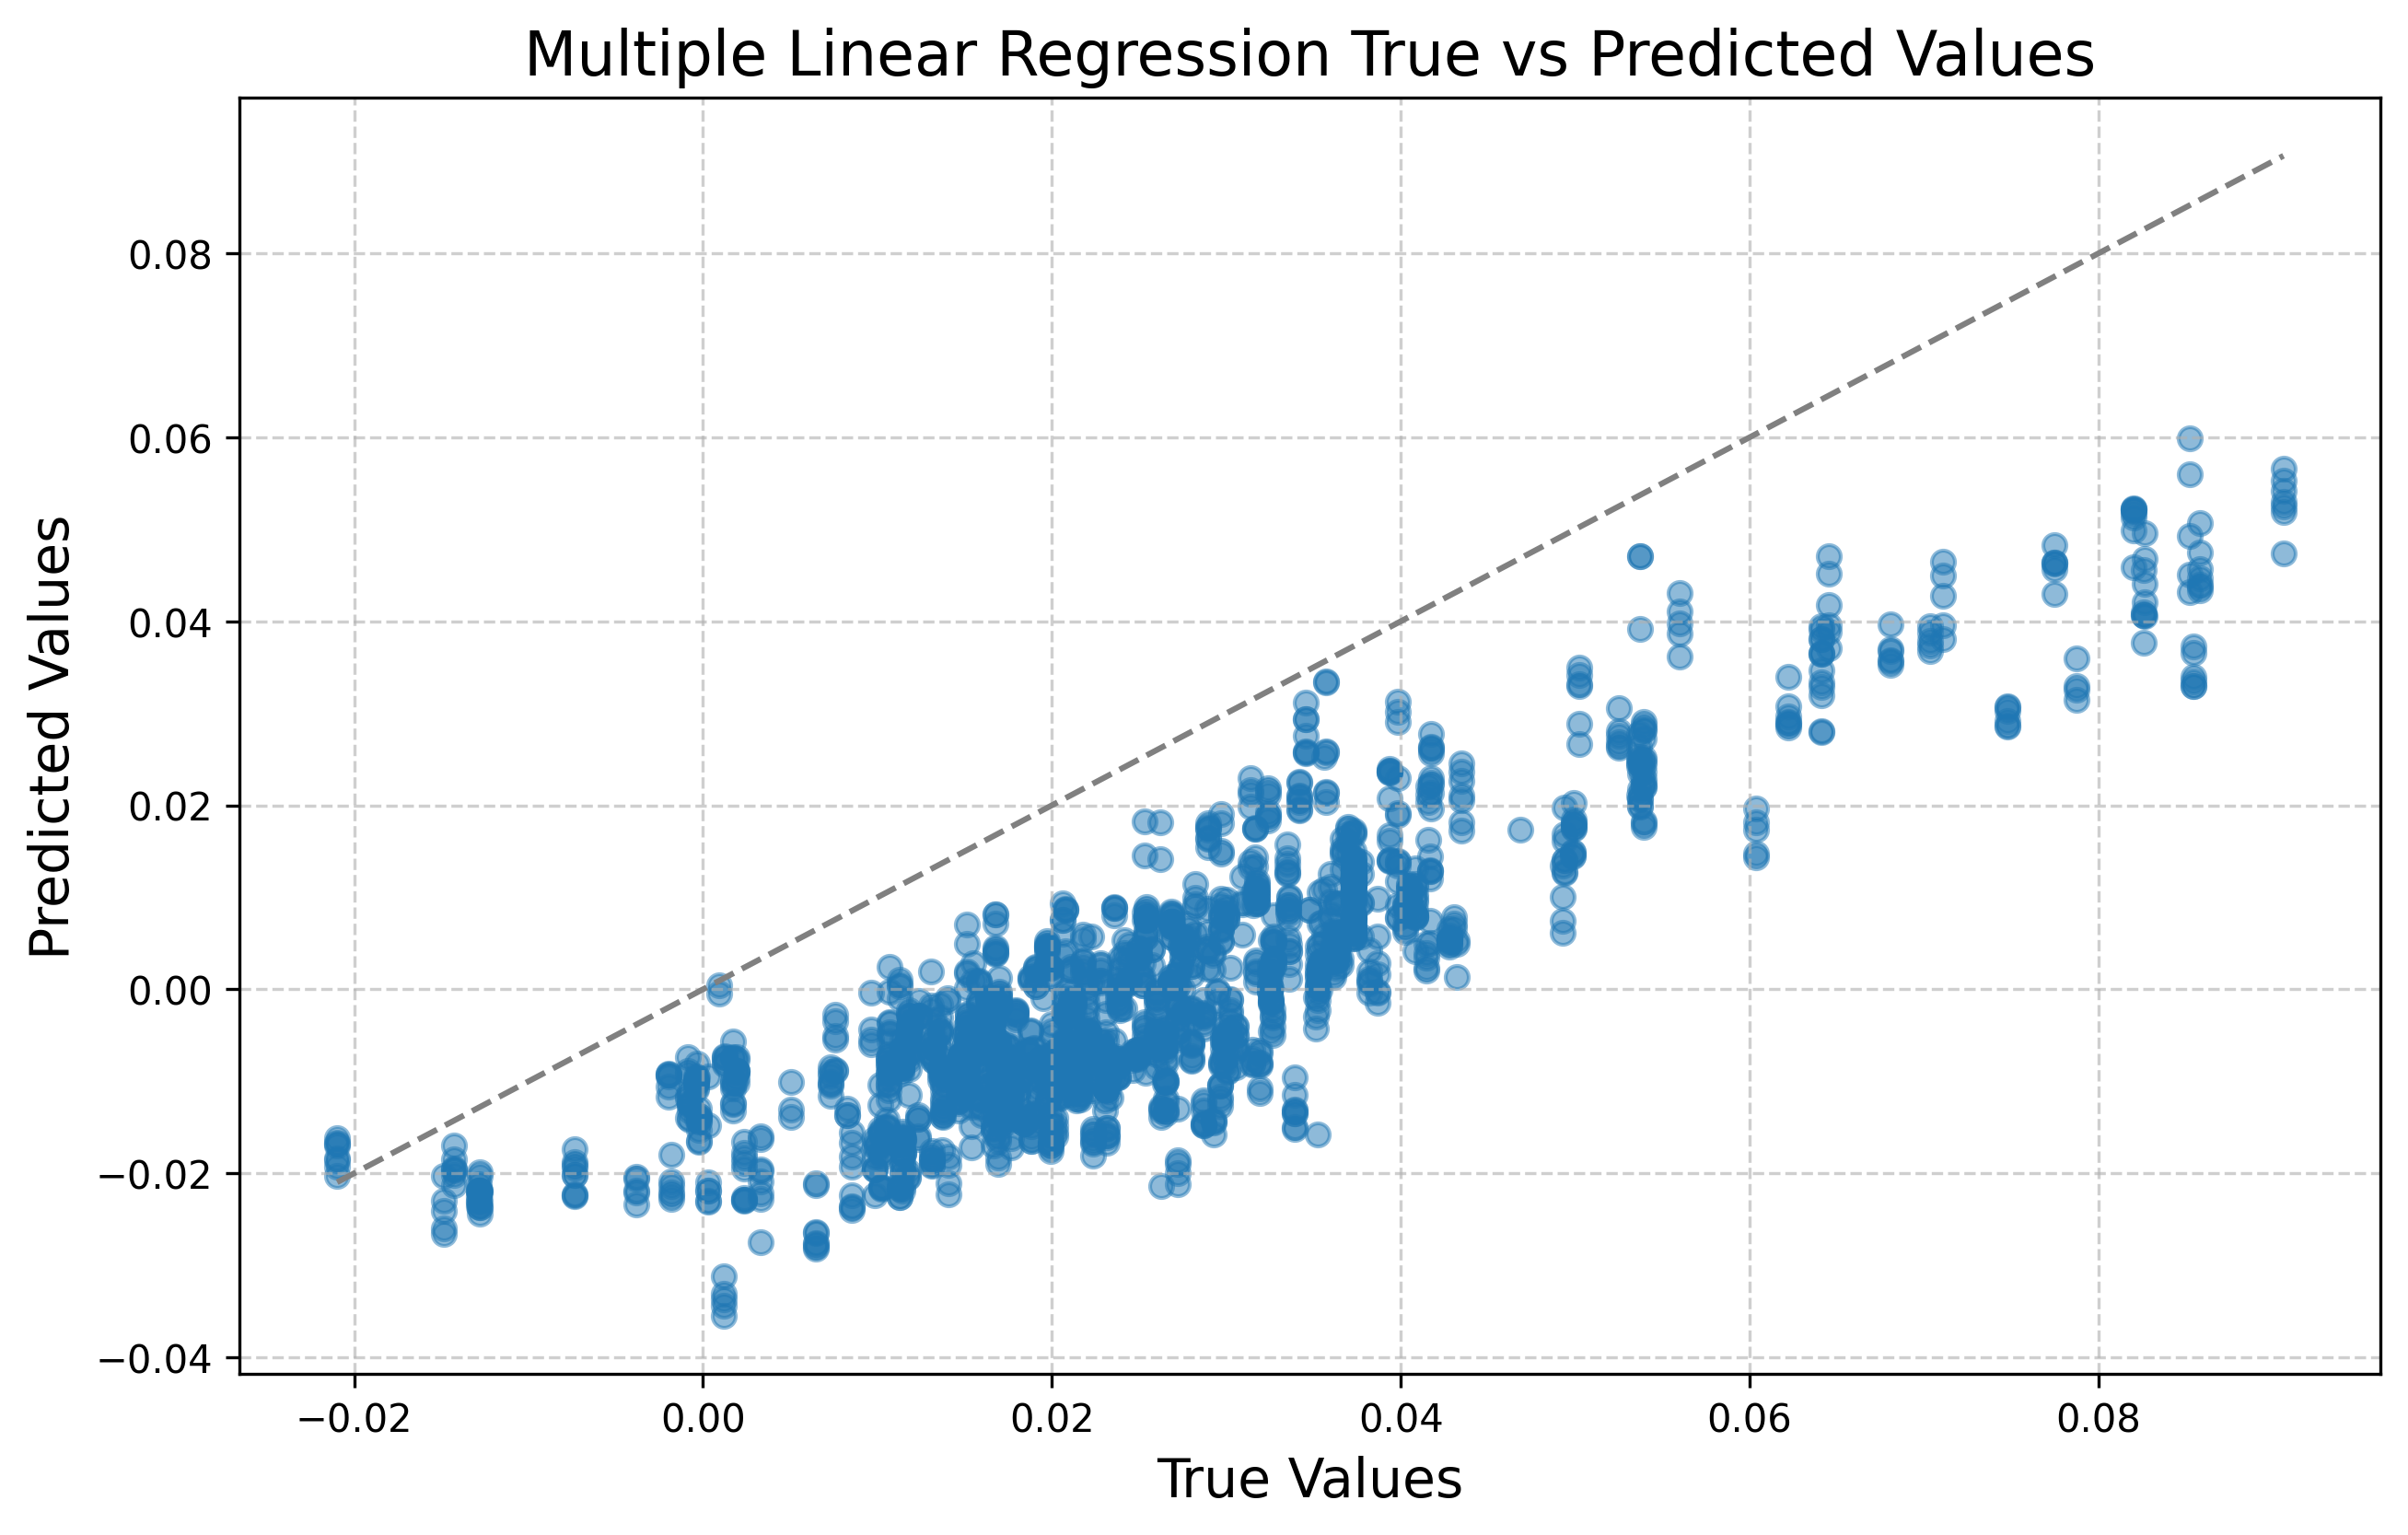 Multiple Linear Regression True vs Predicted Values
0.08
0.06
0.04
0.02
0.00
−0.02
−0.04
Predicted Values
−0.02 0.00 0.02 0.04 0.06 0.08
True Values